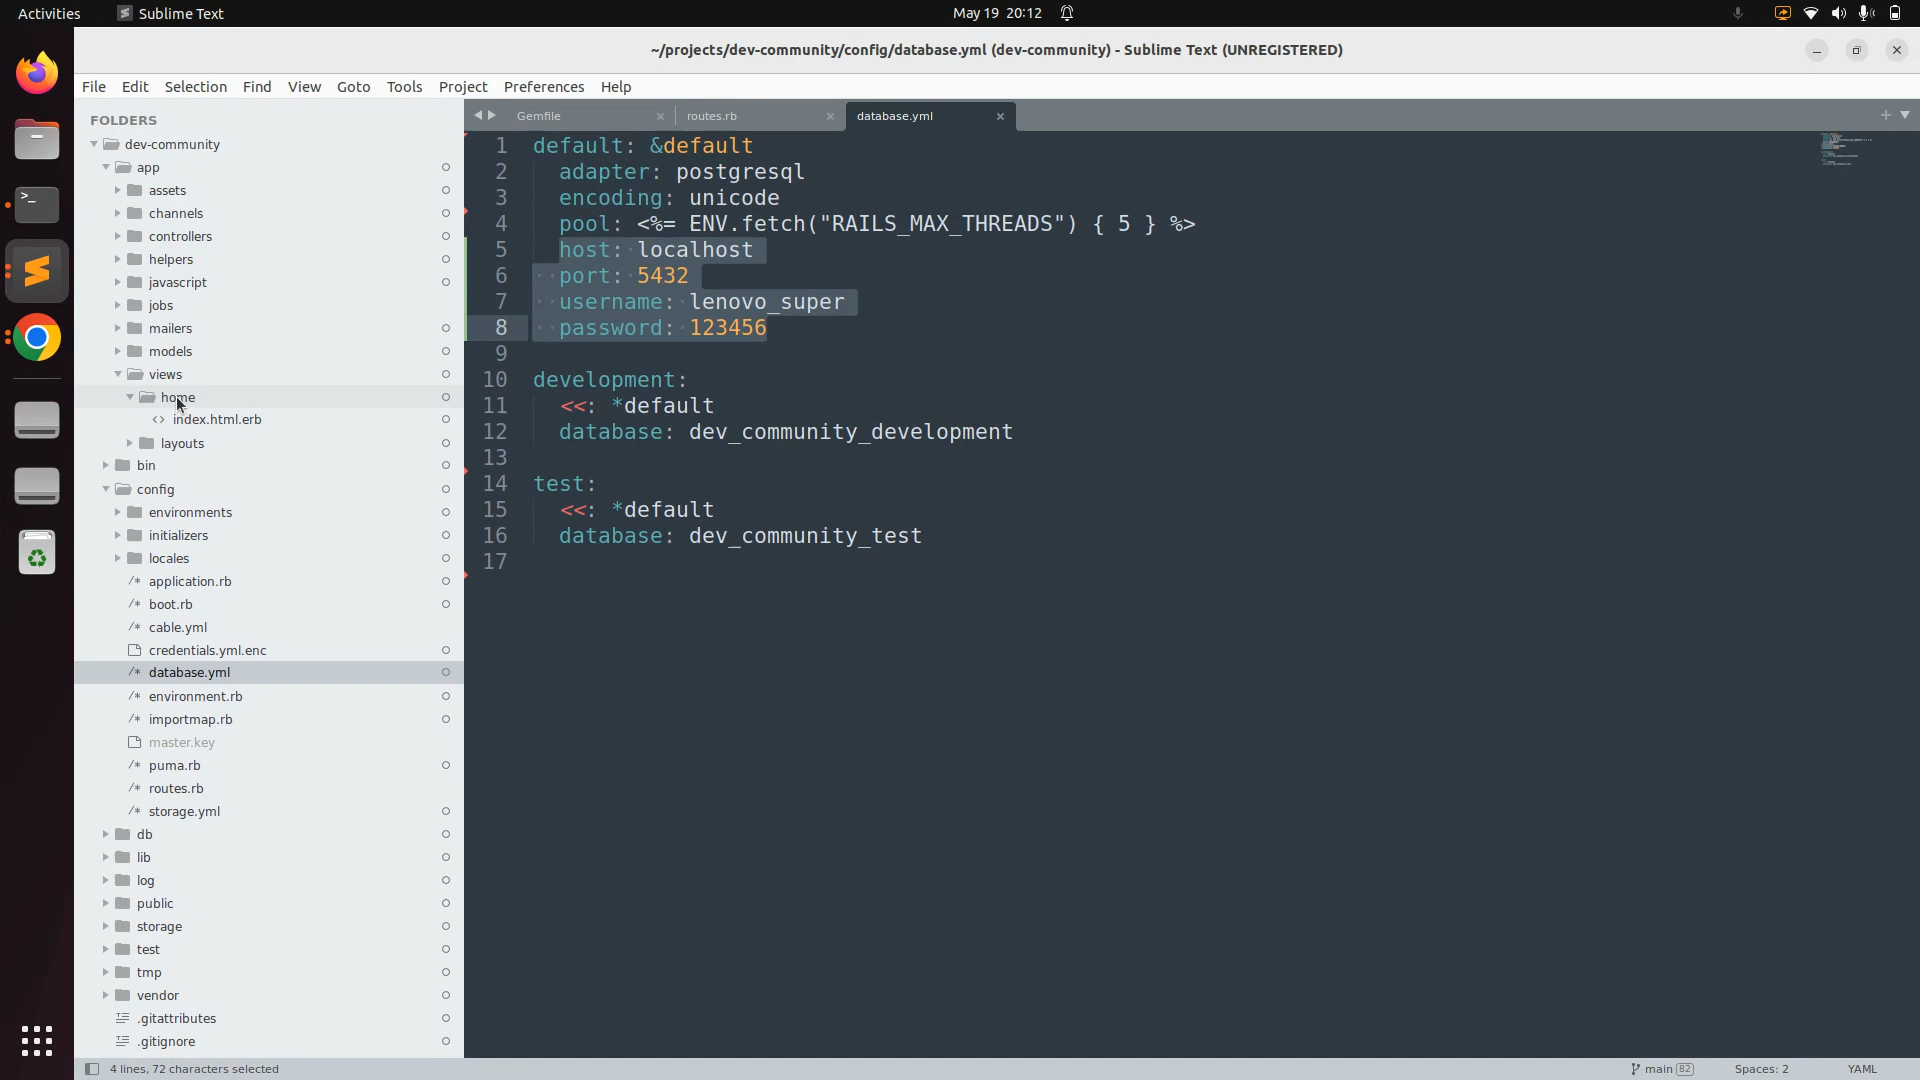 Activities
Sublime Text
May 19 20:12
~/projects/dev-community/config/database.yml (dev-community) - Sublime Text (UNREGISTERED)
File Edit Selection Find View Goto Tools Project Preferences Help
FOLDERS
dev-community
app
assets
channels
controllers
helpers
javascript
jobs
mailers
models
views
home
index.html.erb
layouts
bin
config
environments
initializers
locales
application.rb
boot.rb
cable.yml
credentials.yml.enc
database.yml
environment.rb
importmap.rb
master.key
puma.rb
routes.rb
storage.yml
db
lib
log
public
storage
test
tmp
vendor
.gitattributes
.gitignore
Gemfile
routes.rb
database.yml
1 default: &default
2   adapter: postgresql
3   encoding: unicode
4   pool: <%= ENV.fetch("RAILS_MAX_THREADS") { 5 } %>
5   host: localhost
6   port: 5432
7   username: lenovo_super
8   password: 123456
9
10 development:
11   <<: *default
12   database: dev_community_development
13
14 test:
15   <<: *default
16   database: dev_community_test
17
4 lines, 72 characters selected
main 82
Spaces: 2
YAML